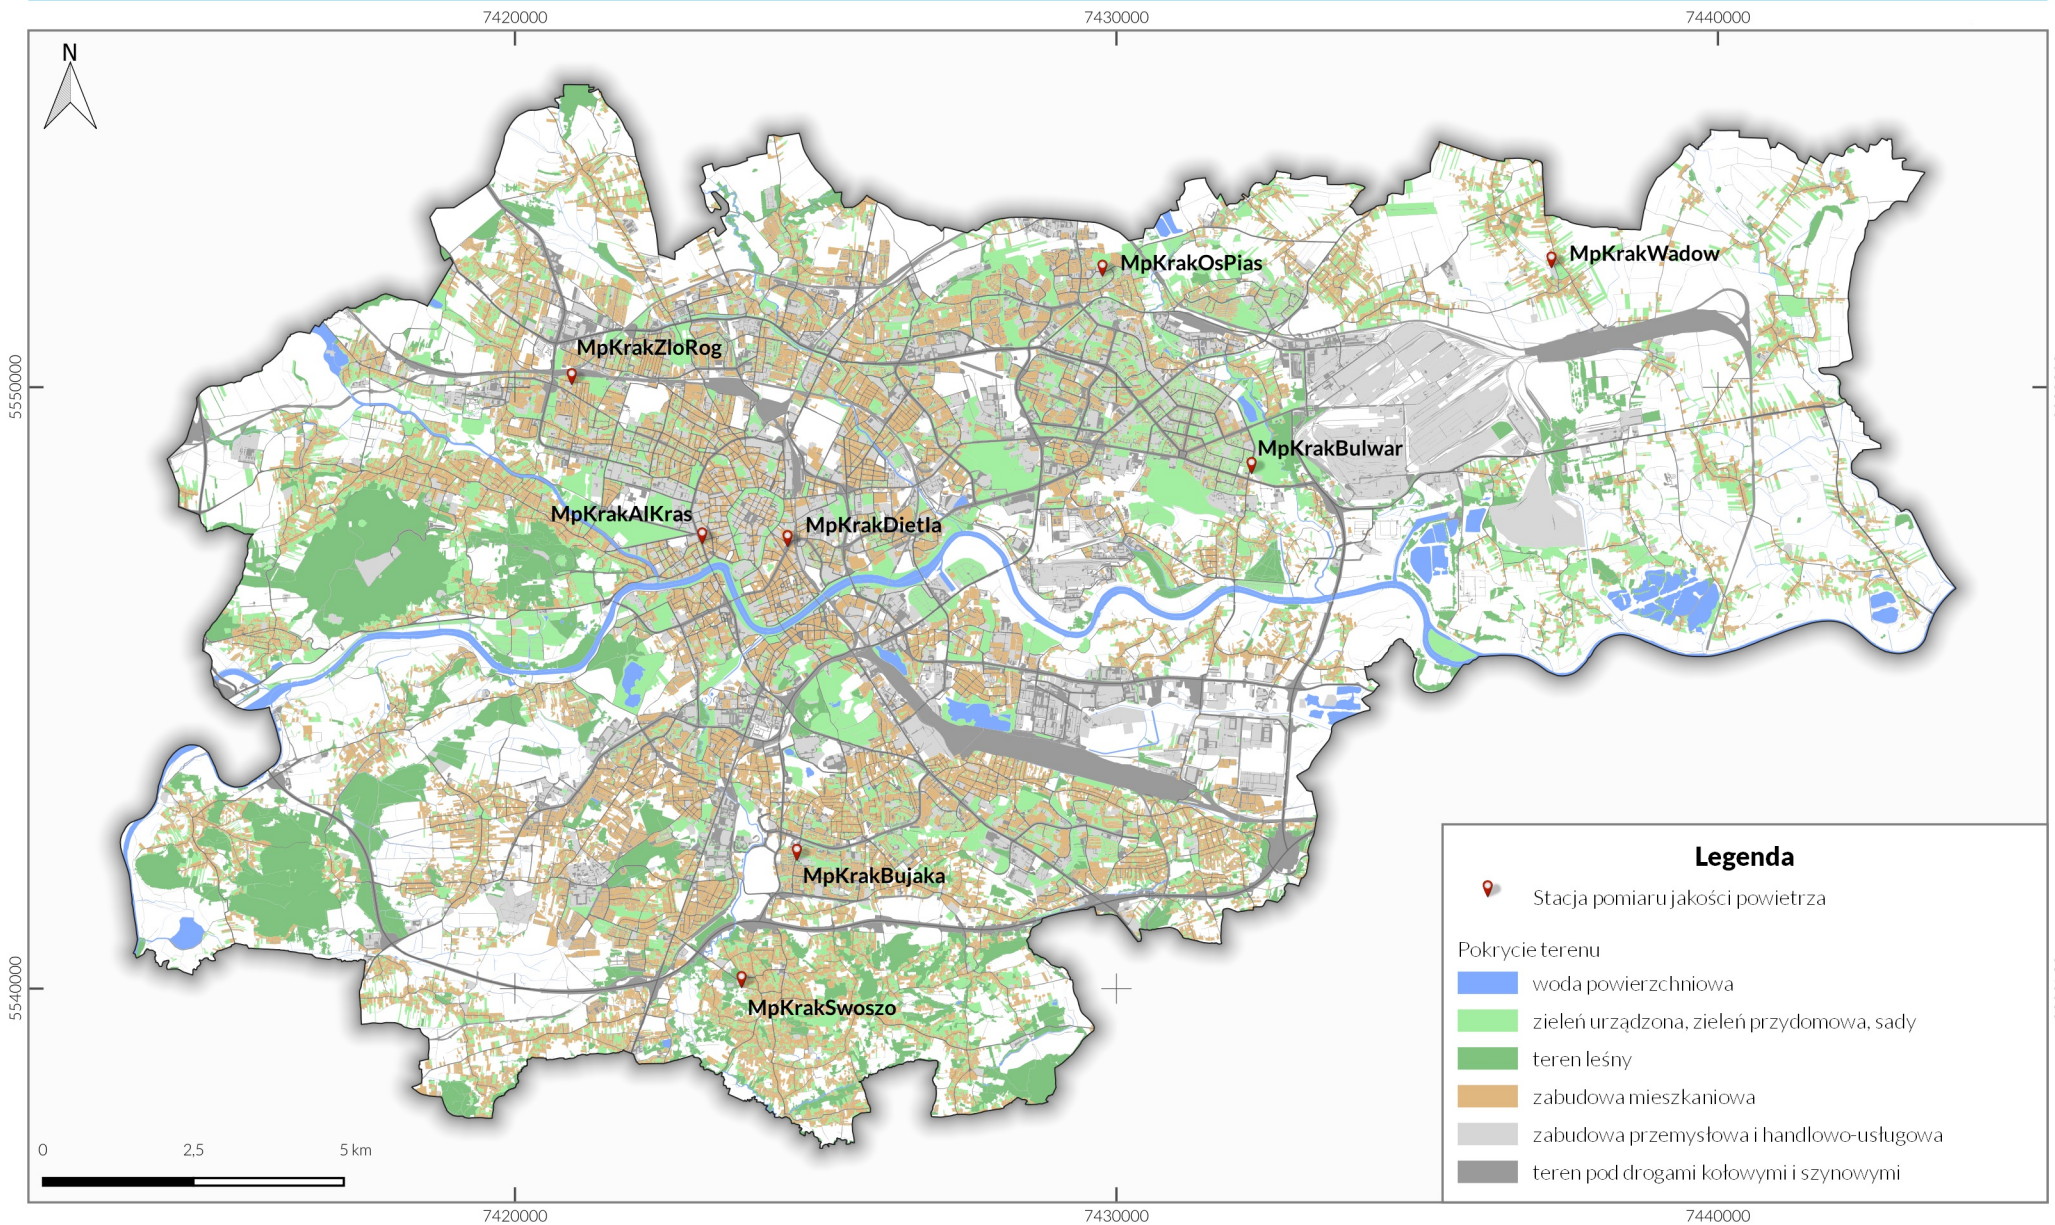 7420000
7430000
7440000
N
MpKrakWadow
MpKrakOsPias
MpKrakZloRog
5550000
MpKrakBulwar
MpKrakAlKras
MpKrakDietla
MpKrakBujaka
5540000
MpKrakSwoszo
0
2,5
5 km
Legenda
Stacja pomiaru jakości powietrza
Pokrycie terenu
woda powierzchniowa
zieleń urządzona, zieleń przydomowa, sady
teren leśny
zabudowa mieszkaniowa
zabudowa przemysłowa i handlowo-usługowa
teren pod drogami kołowymi i szynowymi
7420000
7430000
7440000